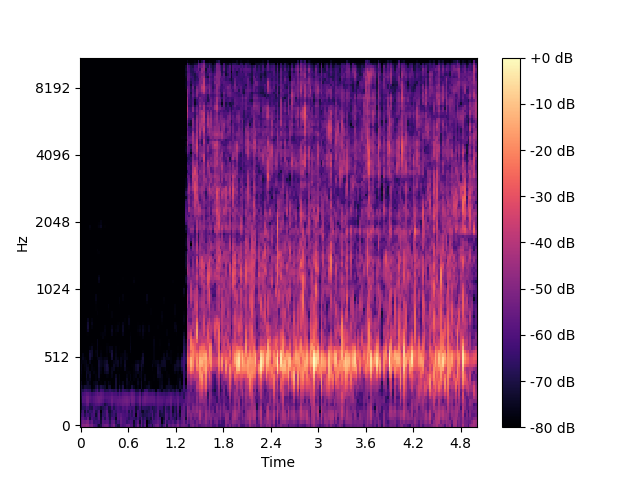 +0 dB
8192
-10 dB
4096
-20 dB
-30 dB
2048
Hz
-40 dB
1024
-50 dB
-60 dB
512
-70 dB
0
-80 dB
0 0.6 1.2 1.8 2.4 3 3.6 4.2 4.8
Time